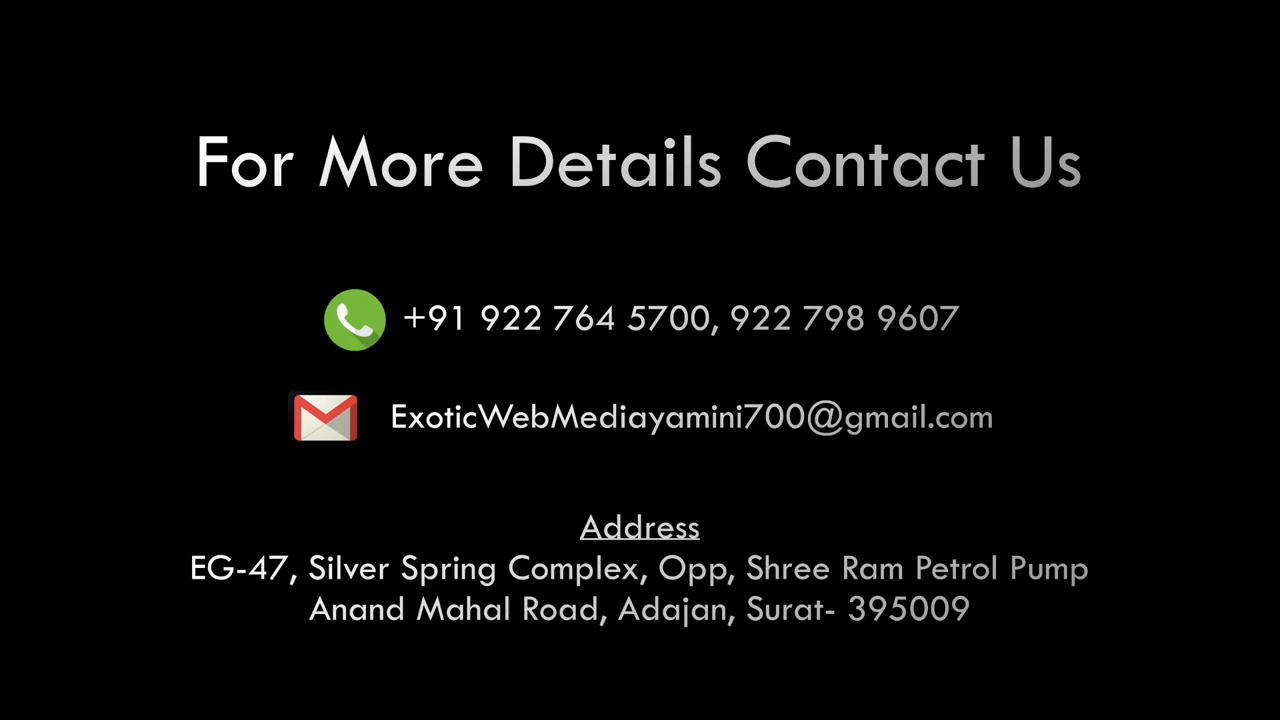 For More Details Contact Us
+91 922 764 5700, 922 798 9607
ExoticWebMediayamini700@gmail.com
Address
EG-47, Silver Spring Complex, Opp, Shree Ram Petrol Pump
Anand Mahal Road, Adajan, Surat- 395009